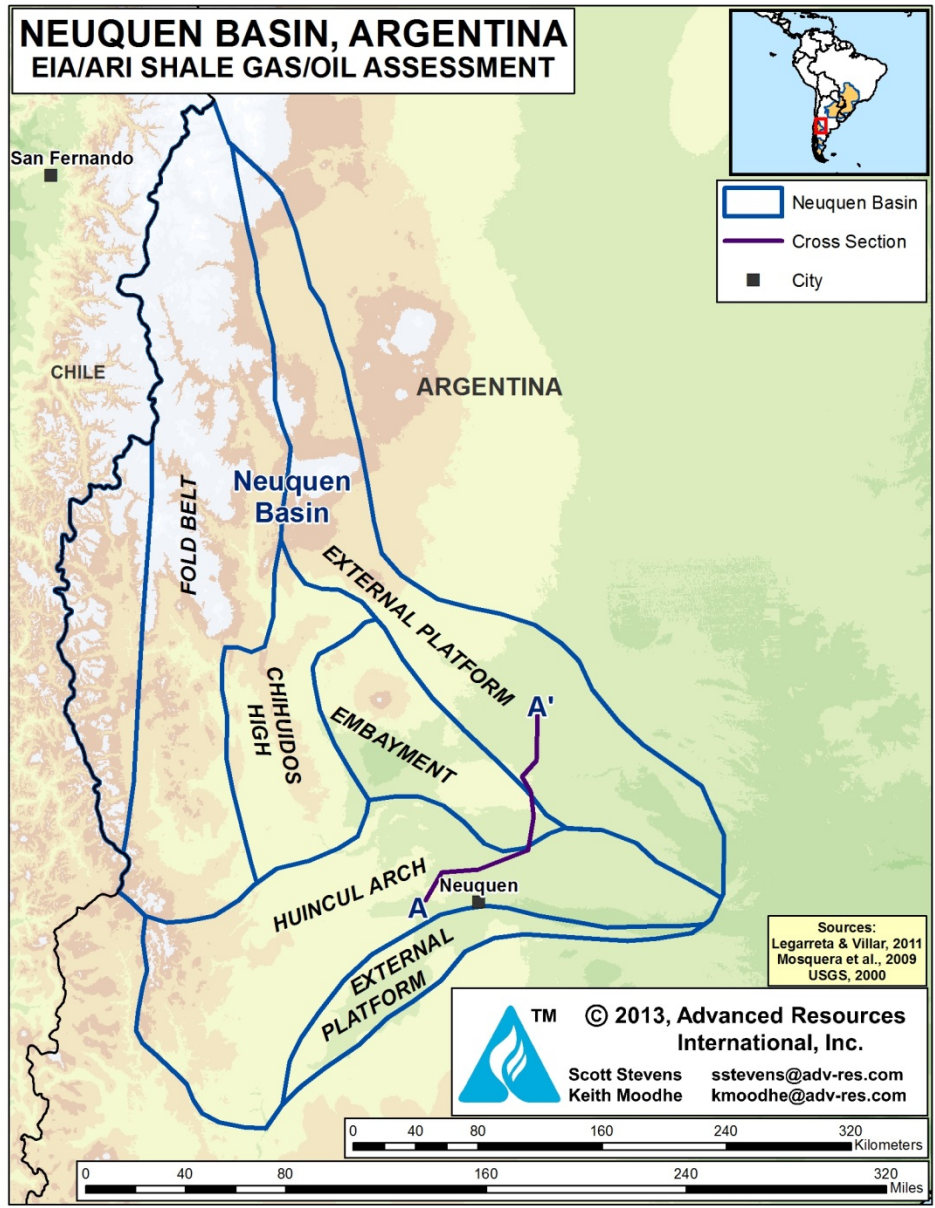 NEUQUEN BASIN, ARGENTINA
EIA/ARI SHALE GAS/OIL ASSESSMENT
San Fernando
Neuquen Basin
Cross Section
City
CHILE
ARGENTINA
Neuquen
Basin
FOLD BELT
EXTERNAL PLATFORM
CHIHUIDOS
HIGH
EMBAYMENT
A'
HUINCUL ARCH
Neuquen
A
EXTERNAL
PLATFORM
Sources:
Legarreta & Villar, 2011
Mosquera et al., 2009
USGS, 2000
TM
© 2013, Advanced Resources
International, Inc.
Scott Stevens sstevens@adv-res.com
Keith Moodhe kmoodhe@adv-res.com
0 40 80 160 240 320
Kilometers
0 40 80 160 240 320
Miles